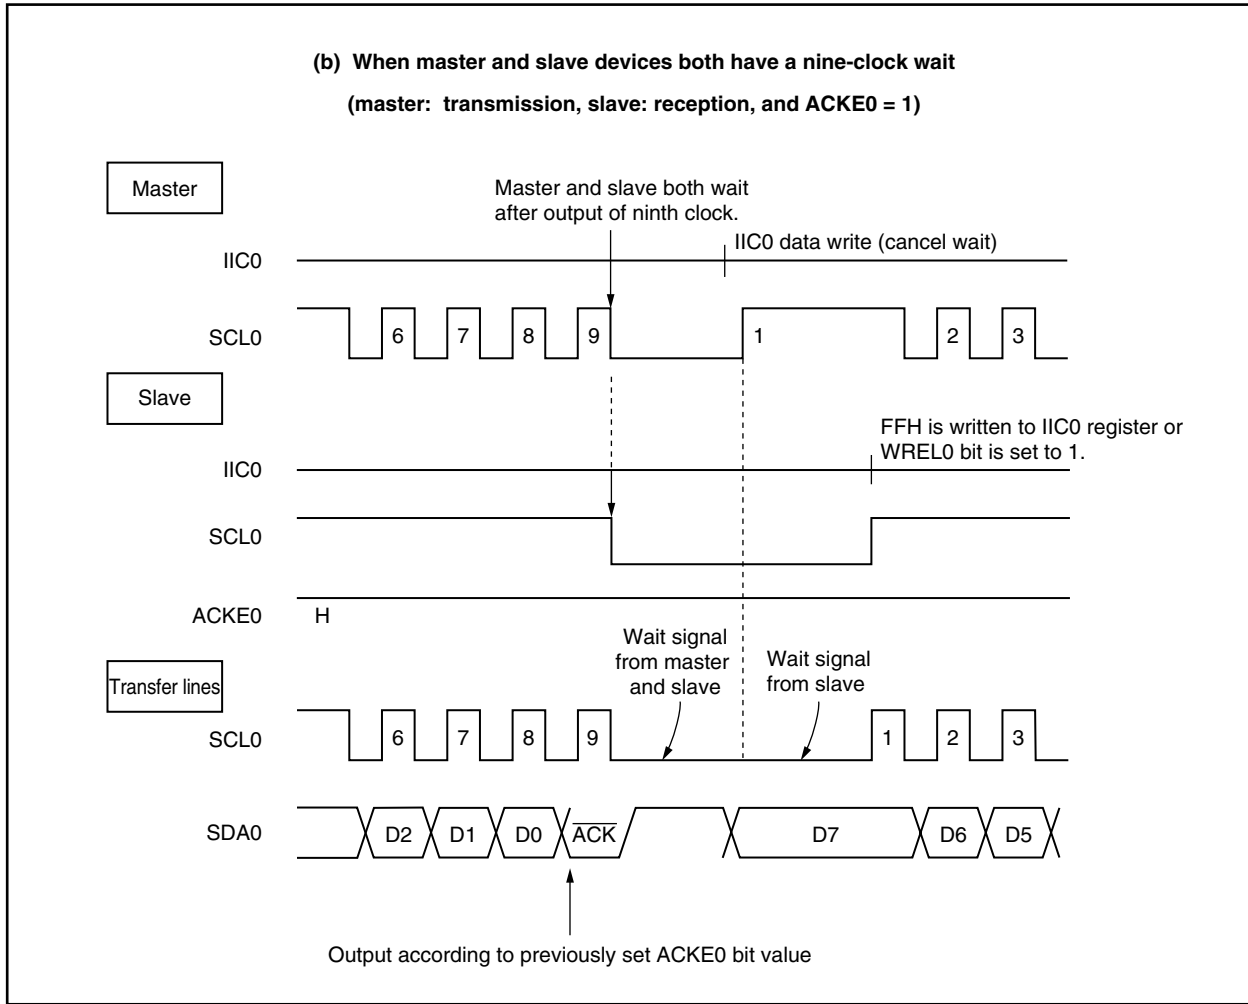 (b) When master and slave devices both have a nine-clock wait
(master: transmission, slave: reception, and ACKE0 = 1)
Master
Master and slave both wait
after output of ninth clock.
IIC0 data write (cancel wait)
IIC0
SCL0
6 7 8 9 1 2 3
Slave
FFH is written to IIC0 register or
WREL0 bit is set to 1.
IIC0
SCL0
ACKE0 H
Wait signal
from master
and slave
Wait signal
from slave
Transfer lines
SCL0
6 7 8 9 1 2 3
SDA0
D2 D1 D0 ACK D7 D6 D5
Output according to previously set ACKE0 bit value